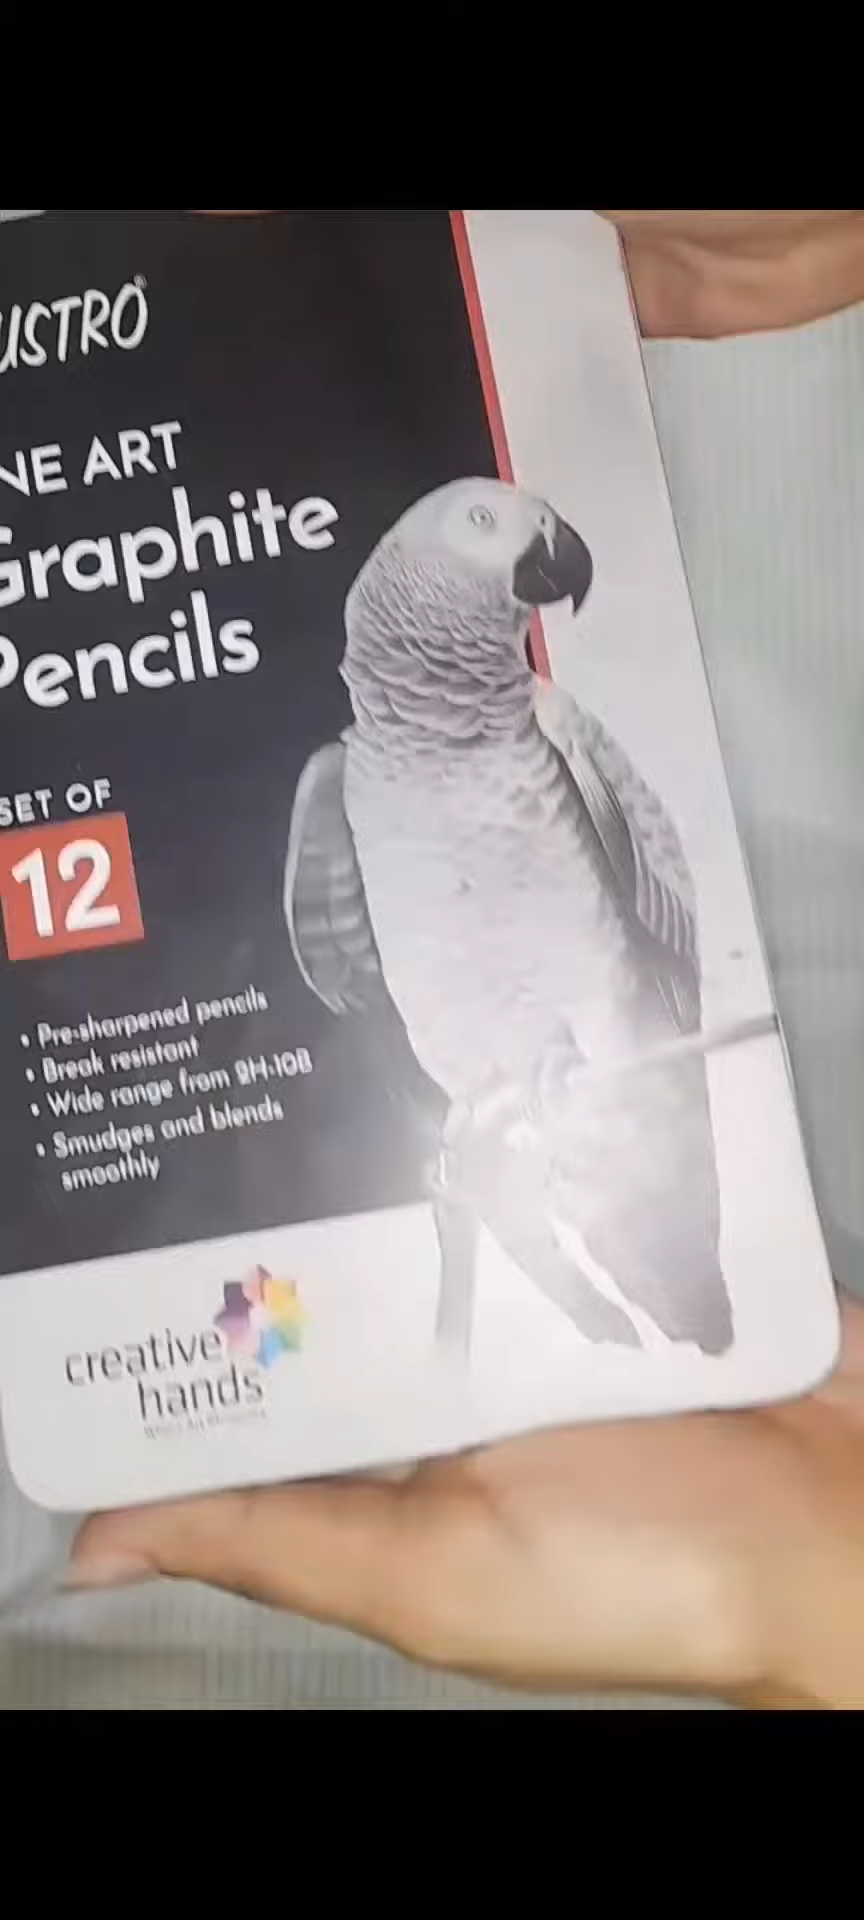 USTRO®
NE ART
Graphite
Pencils
SET OF
12
• Pre-sharpened pencils
• Break resistant
• Wide range from 2H-10B
• Smudges and blends
smoothly
creative
hands